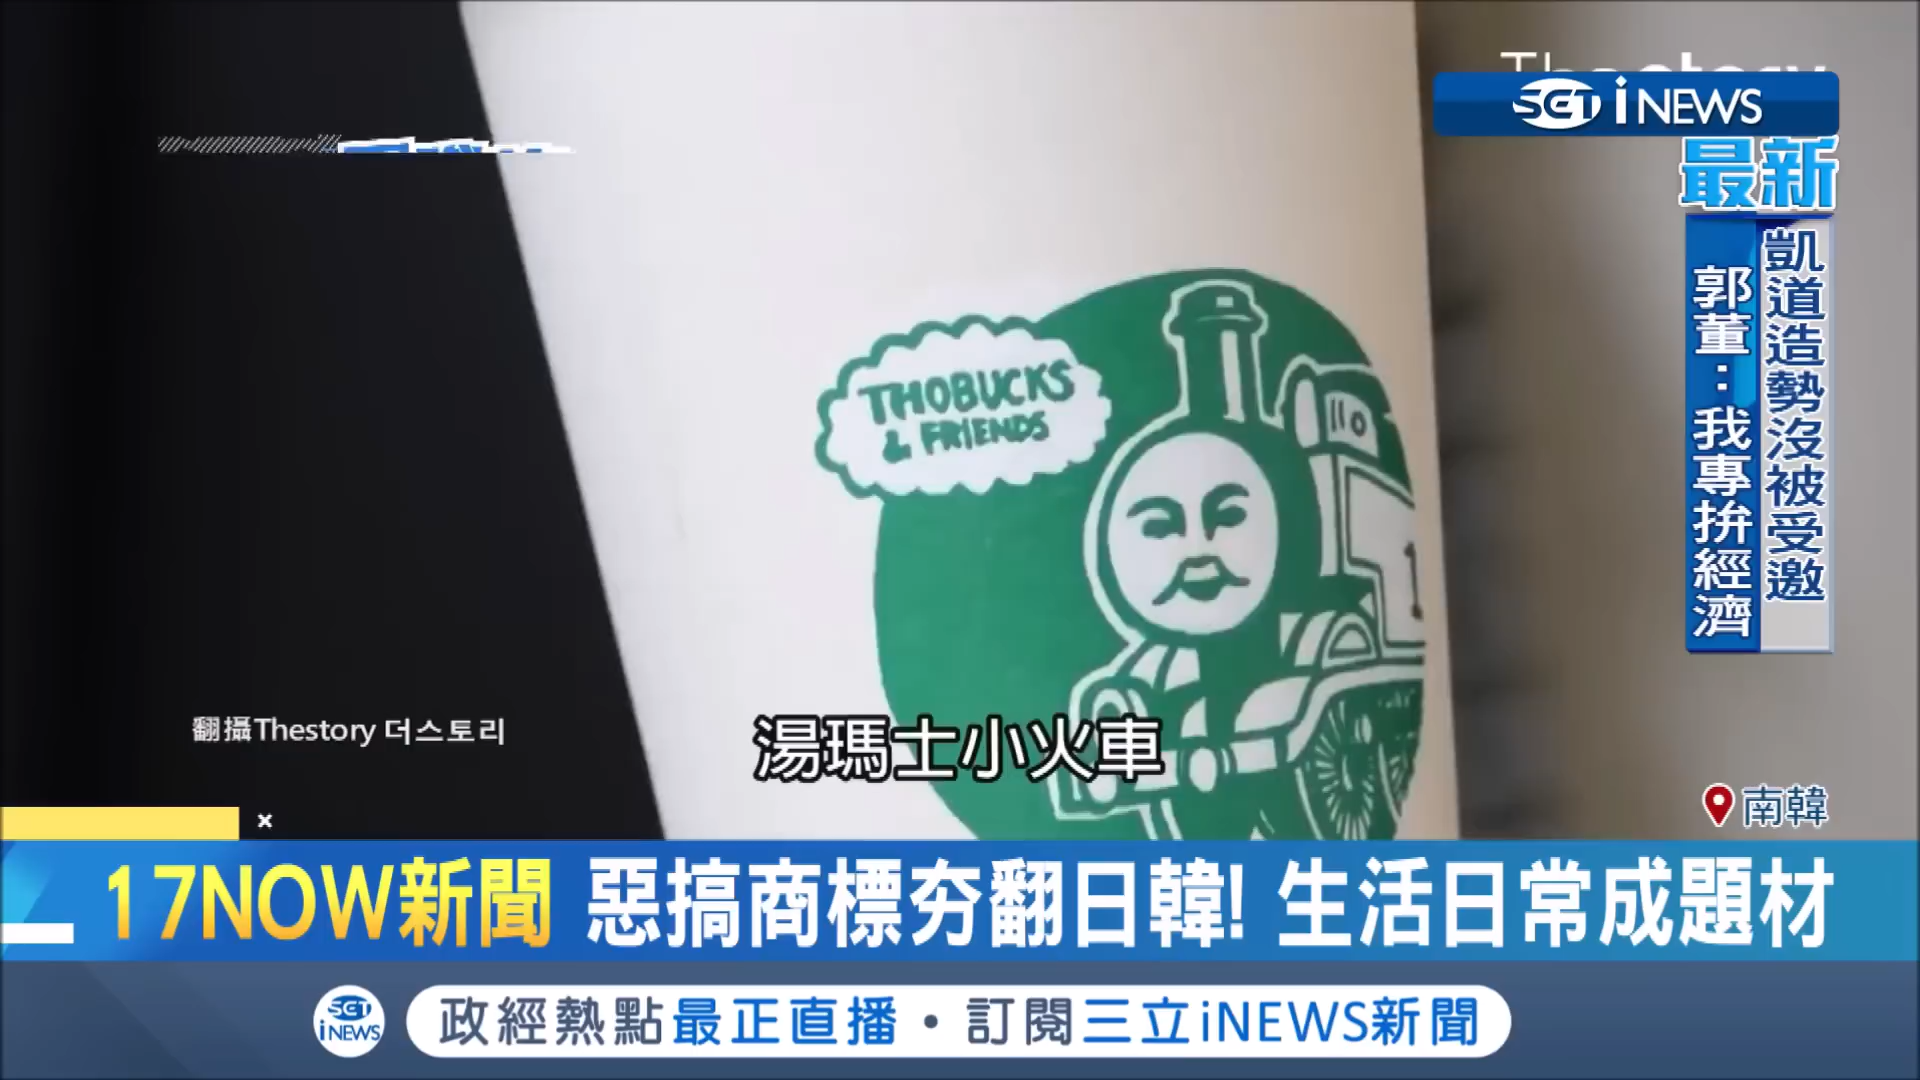 SET iNEWS
最新
凱道造勢沒被受邀
郭董：我專拚經濟
THOBUCKS
& FRIENDS
110
1
翻攝Thestory 더스토리
湯瑪士小火車
南韓
17NOW新聞 惡搞商標夯翻日韓! 生活日常成題材
SET iNEWS 政經熱點最正直播・訂閱三立iNEWS新聞